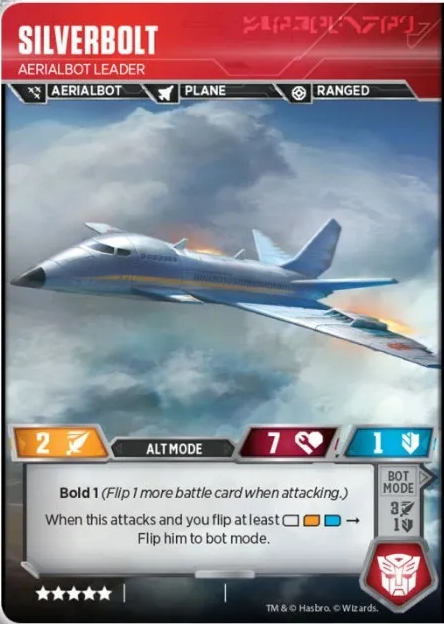 SILVERBOLT
AERIALBOT LEADER
AERIALBOT PLANE RANGED
2 ALT MODE 7 1
Bold 1 (Flip 1 more battle card when attacking.)
When this attacks and you flip at least →
Flip him to bot mode.
BOT
MODE
3
1
TM & © Hasbro. © Wizards.